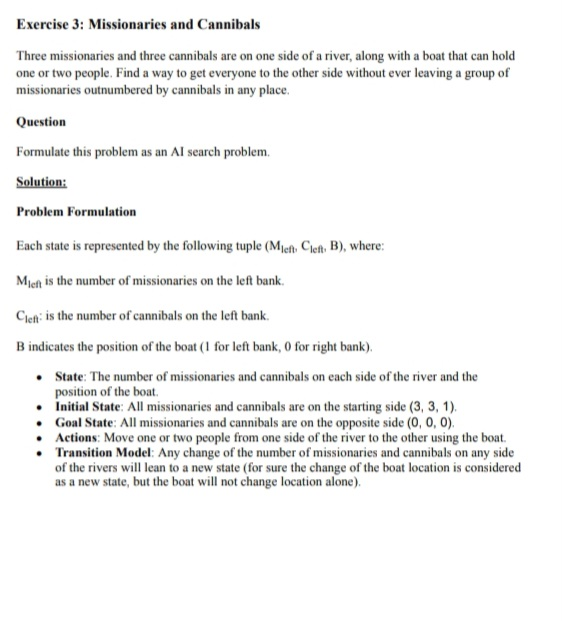 Exercise 3: Missionaries and Cannibals
Three missionaries and three cannibals are on one side of a river, along with a boat that can hold
one or two people. Find a way to get everyone to the other side without ever leaving a group of
missionaries outnumbered by cannibals in any place.
Question
Formulate this problem as an AI search problem.
Solution:
Problem Formulation
Each state is represented by the following tuple (Mleft, Cleft, B), where:
Mleft is the number of missionaries on the left bank.
Cleft: is the number of cannibals on the left bank.
B indicates the position of the boat (1 for left bank, 0 for right bank).
• State: The number of missionaries and cannibals on each side of the river and the
position of the boat.
• Initial State: All missionaries and cannibals are on the starting side (3, 3, 1).
• Goal State: All missionaries and cannibals are on the opposite side (0, 0, 0).
• Actions: Move one or two people from one side of the river to the other using the boat.
• Transition Model: Any change of the number of missionaries and cannibals on any side
of the rivers will lean to a new state (for sure the change of the boat location is considered
as a new state, but the boat will not change location alone).